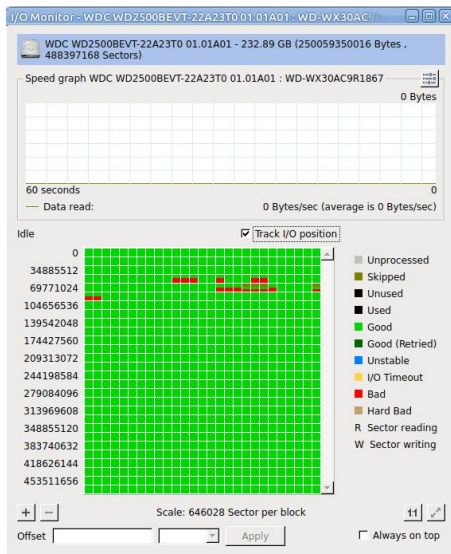 I/O Monitor - WDC WD2500BEVT-22A23T0 01.01A01 : WD-WX30AC9
WDC WD2500BEVT-22A23T0 01.01A01 - 232.89 GB (250059350016 Bytes ,
488397168 Sectors)
Speed graph WDC WD2500BEVT-22A23T0 01.01A01 : WD-WX30AC9R1867
0 Bytes
60 seconds 0
Data read: 0 Bytes/sec (average is 0 Bytes/sec)
Idle Track I/O position
0
34885512
69771024
104656536
139542048
174427560
209313072
244198584
279084096
313969608
348855120
383740632
418626144
453511656
Unprocessed
Skipped
Unused
Used
Good
Good (Retried)
Unstable
I/O Timeout
Bad
Hard Bad
R Sector reading
W Sector writing
+ − Scale: 646028 Sector per block 1:1
Offset Apply Always on top